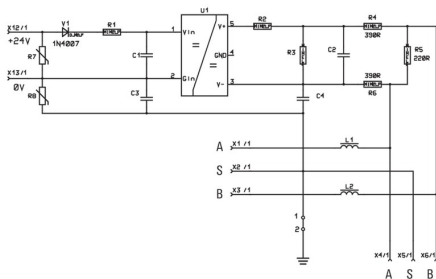 X12/1
+24V
V1
1N4007
R1
R7
X13/1
0V
R8
C1
C3
U1
1
Vin
2
Gin
5
V+
4
GND
3
V-
R2
R3
C2
C4
R4
390R
R5
220R
390R
R6
A X1/1
S X2/1
B X3/1
L1
L2
1
2
X4/1 X5/1 X6/1
A S B